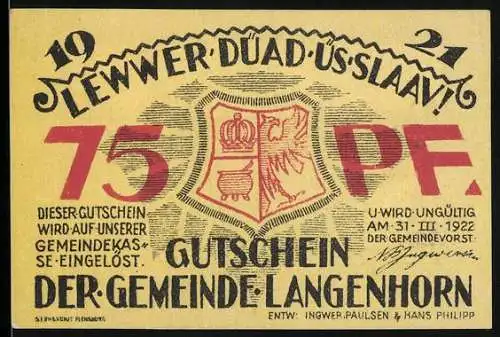 19 21
LEWWER·DÜAD·ÜS·SLAAV!
75 PF.
DIESER GUTSCHEIN
WIRD·AUF·UNSERER
GEMEINDEKAS=
SE·EINGELÖST.
U·WIRD·UNGÜLTIG
AM·31·III·1922
DER GEMEINDEVORST.
GUTSCHEIN
DER·GEMEINDE·LANGENHORN
ENTW: INGWER·PAULSEN & HANS PHILIPP